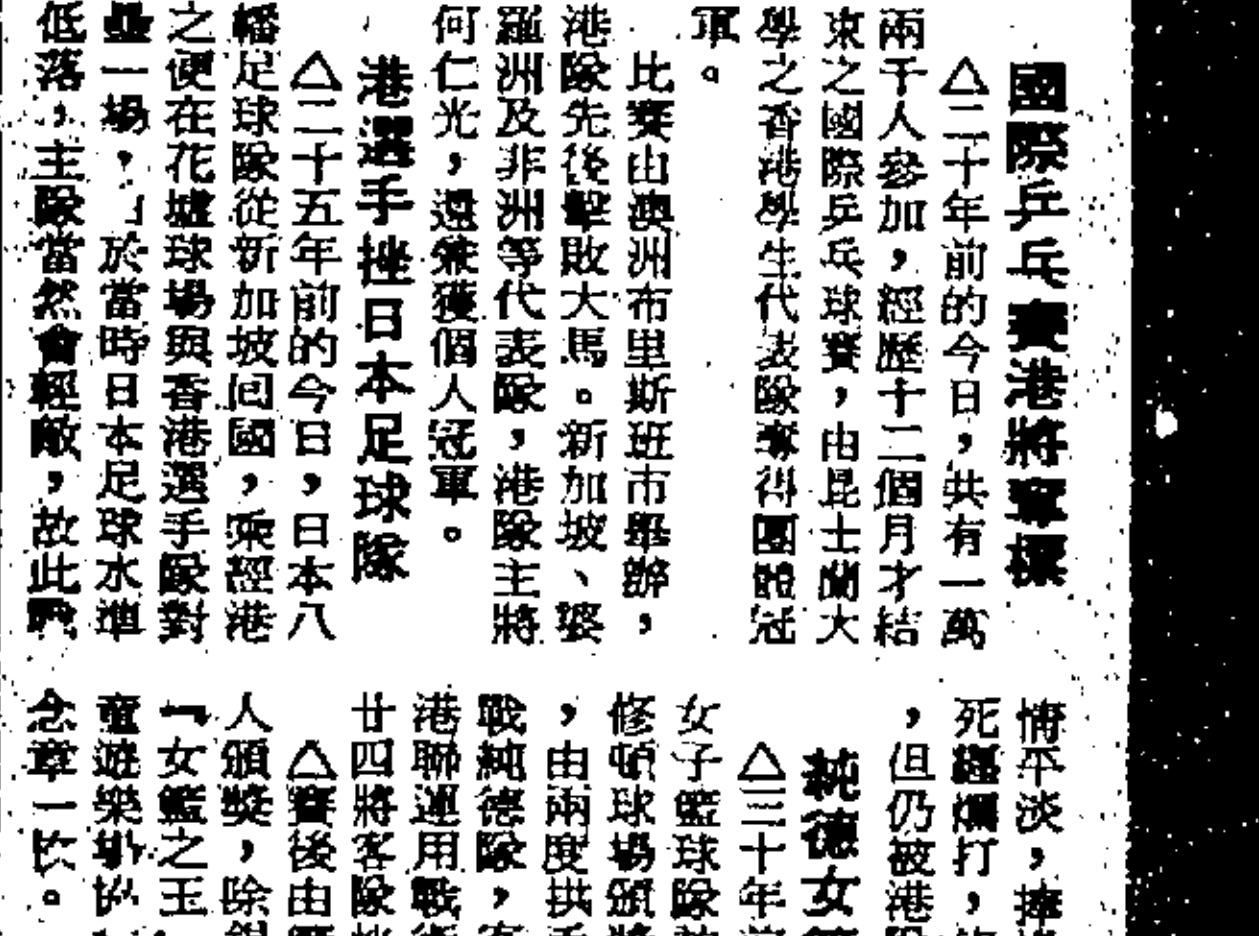 國際乒乓賽港將奪標
△二十年前的今日，共有一萬
兩千人參加，經歷十二個月才結
束之國際乒乓球賽，由昆士蘭大
學之香港學生代表隊奪得團體冠
軍。
比賽由澳洲布里斯班市舉辦，
港隊先後擊敗大馬。新加坡、婆
羅洲及非洲等代表隊，港隊主將
何仁光，還兼獲個人冠軍。
港選手挫日本足球隊
△二十五年前的今日，日本八
幡足球隊從新加坡回國，乘經港
之便在花墟球場與香港選手隊對
壘一場，由於當時日本足球水準
低落，主隊當然會輕敵，故此戰
情平淡，
死纏爛打，
，但仍被港
純德女
△三十年
女子籃球隊
修頓球場頒
，由兩度拱
戰純德隊，
港聯運用戰
廿四將客隊
△賽後由
人頒獎，除
「女籃之王
童遊樂場協
念章一枚。